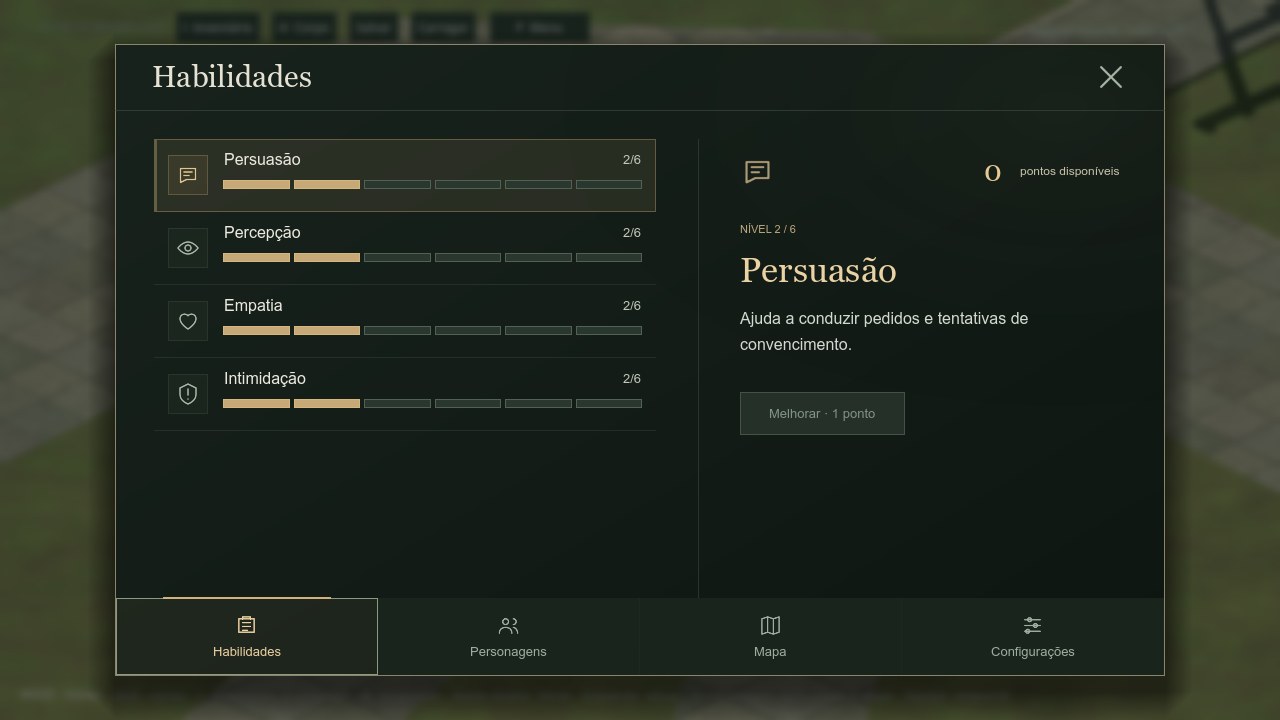 Habilidades
Persuasão
2/6
Percepção
2/6
Empatia
2/6
Intimidação
2/6
0 pontos disponíveis
NÍVEL 2 / 6
Persuasão
Ajuda a conduzir pedidos e tentativas de
convencimento.
Melhorar · 1 ponto
Habilidades
Personagens
Mapa
Configurações